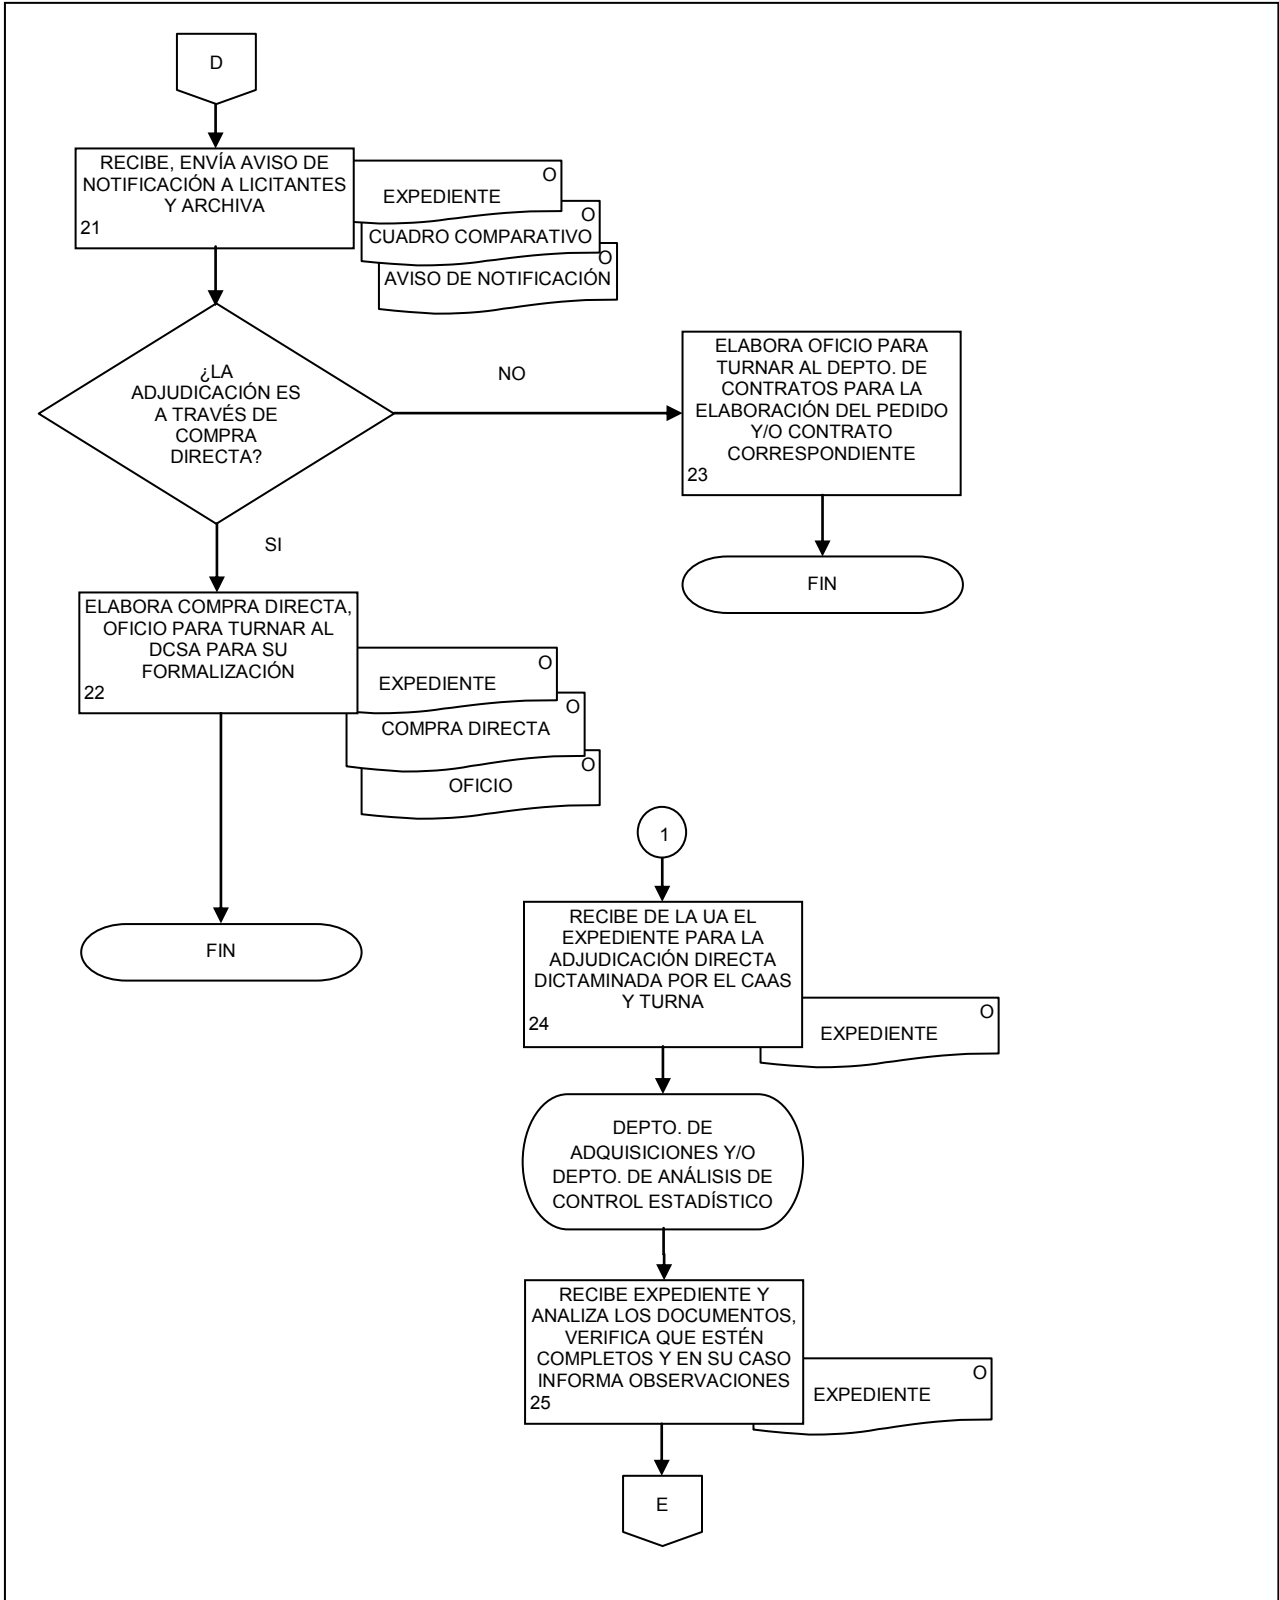 D
RECIBE, ENVÍA AVISO DE
NOTIFICACIÓN A LICITANTES
Y ARCHIVA
21
O
EXPEDIENTE
O
CUADRO COMPARATIVO
O
AVISO DE NOTIFICACIÓN
¿LA
ADJUDICACIÓN ES
A TRAVÉS DE
COMPRA
DIRECTA?
NO
ELABORA OFICIO PARA
TURNAR AL DEPTO. DE
CONTRATOS PARA LA
ELABORACIÓN DEL PEDIDO
Y/O CONTRATO
CORRESPONDIENTE
23
FIN
SI
ELABORA COMPRA DIRECTA,
OFICIO PARA TURNAR AL
DCSA PARA SU
FORMALIZACIÓN
22
O
EXPEDIENTE
O
COMPRA DIRECTA
O
OFICIO
FIN
1
RECIBE DE LA UA EL
EXPEDIENTE PARA LA
ADJUDICACIÓN DIRECTA
DICTAMINADA POR EL CAAS
Y TURNA
24
O
EXPEDIENTE
DEPTO. DE
ADQUISICIONES Y/O
DEPTO. DE ANÁLISIS DE
CONTROL ESTADÍSTICO
RECIBE EXPEDIENTE Y
ANALIZA LOS DOCUMENTOS,
VERIFICA QUE ESTÉN
COMPLETOS Y EN SU CASO
INFORMA OBSERVACIONES
25
O
EXPEDIENTE
E